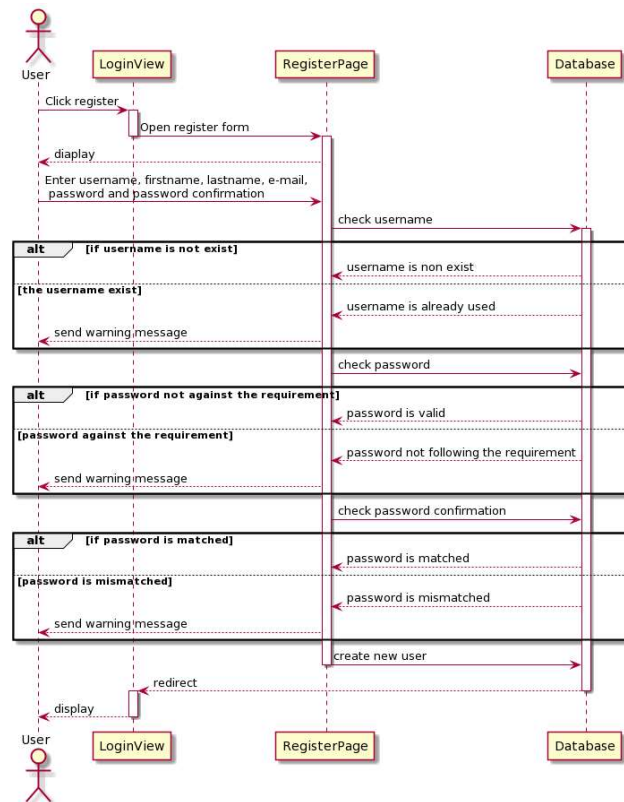 User
LoginView
RegisterPage
Database
Click register
Open register form
diaplay
Enter username, firstname, lastname, e-mail,
password and password confirmation
check username
alt
[if username is not exist]
username is non exist
[the username exist]
username is already used
send warning message
check password
alt
[if password not against the requirement]
password is valid
[password against the requirement]
password not following the requirement
send warning message
check password confirmation
alt
[if password is matched]
password is matched
[password is mismatched]
password is mismatched
send warning message
create new user
redirect
display
User
LoginView
RegisterPage
Database